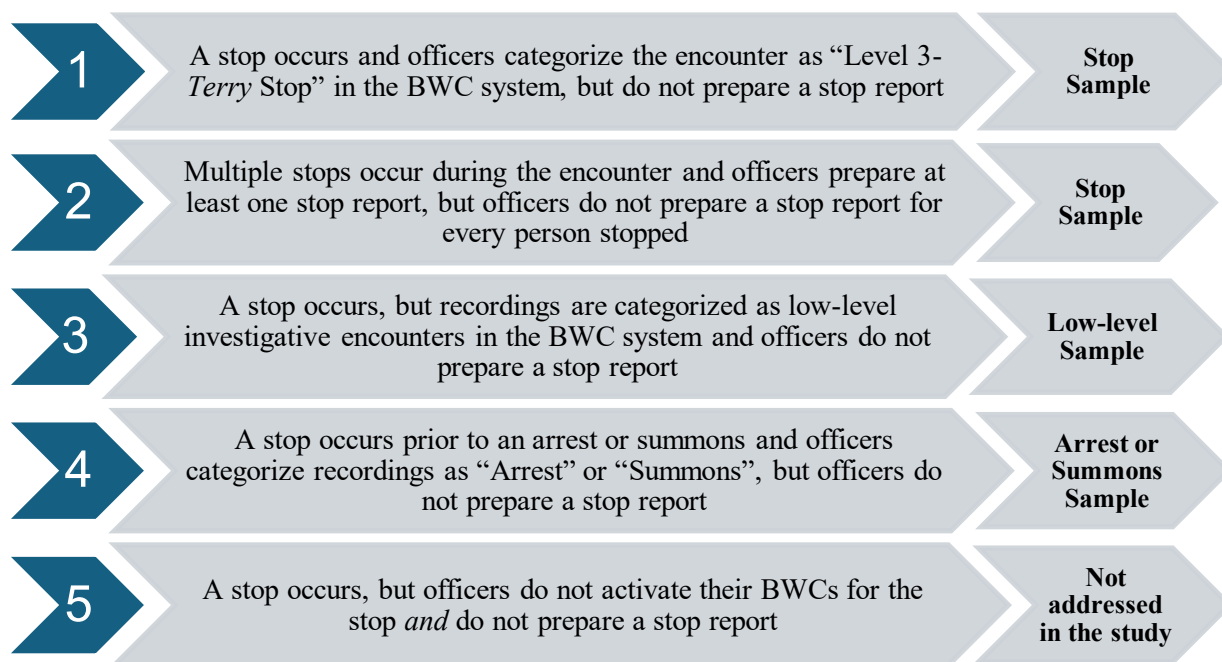 1
A stop occurs and officers categorize the encounter as “Level 3-
Terry Stop” in the BWC system, but do not prepare a stop report
Stop
Sample
2
Multiple stops occur during the encounter and officers prepare at
least one stop report, but officers do not prepare a stop report for
every person stopped
Stop
Sample
3
A stop occurs, but recordings are categorized as low-level
investigative encounters in the BWC system and officers do not
prepare a stop report
Low-level
Sample
4
A stop occurs prior to an arrest or summons and officers
categorize recordings as “Arrest” or “Summons”, but officers do
not prepare a stop report
Arrest or
Summons
Sample
5
A stop occurs, but officers do not activate their BWCs for the
stop and do not prepare a stop report
Not
addressed
in the study